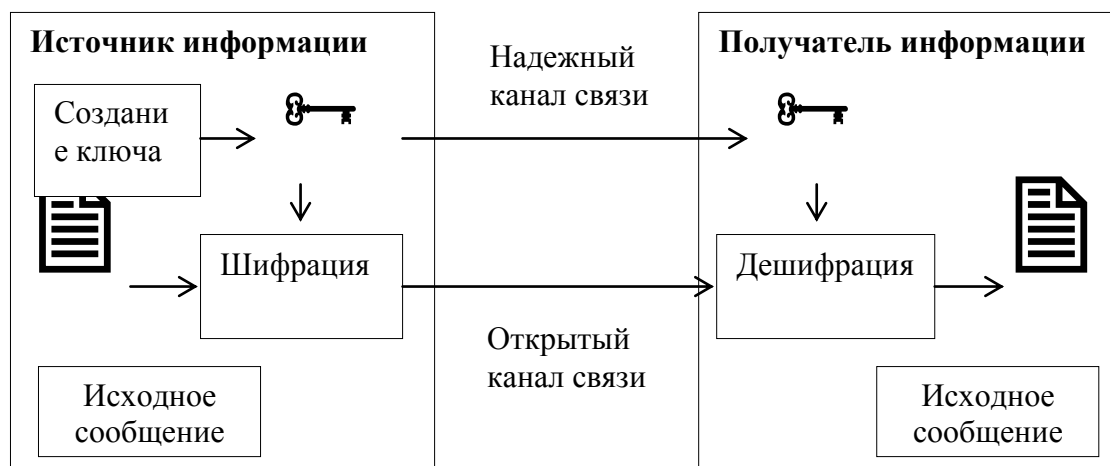 Источник информации
Создани
е ключа
Шифрация
Исходное
сообщение
Надежный
канал связи
Открытый
канал связи
Получатель информации
Дешифрация
Исходное
сообщение